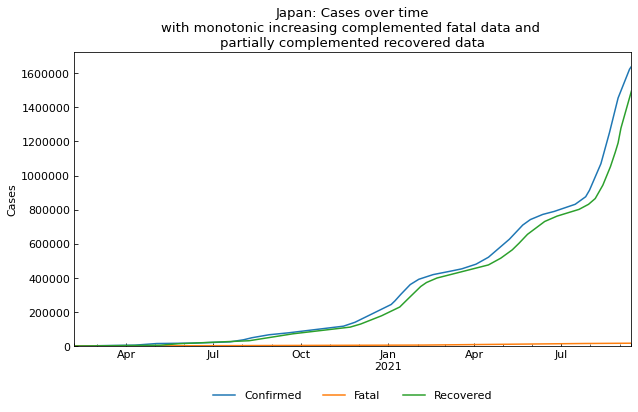 Japan: Cases over time
with monotonic increasing complemented fatal data and
partially complemented recovered data
Cases
1600000
1400000
1200000
1000000
800000
600000
400000
200000
0
Apr
Jul
Oct
Jan
2021
Apr
Jul
Confirmed
Fatal
Recovered